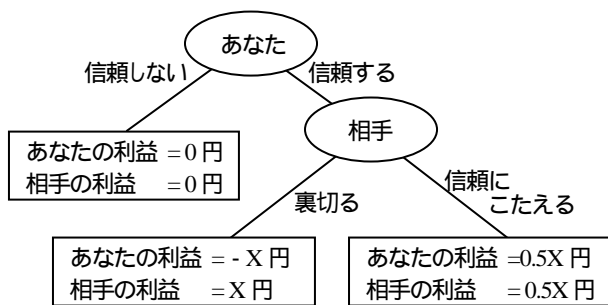 あなた
信頼しない
信頼する
あなたの利益 =0 円
相手の利益 =0 円
相手
裏切る
信頼に
こたえる
あなたの利益 = - X 円
相手の利益 =X 円
あなたの利益 =0.5X 円
相手の利益 =0.5X 円